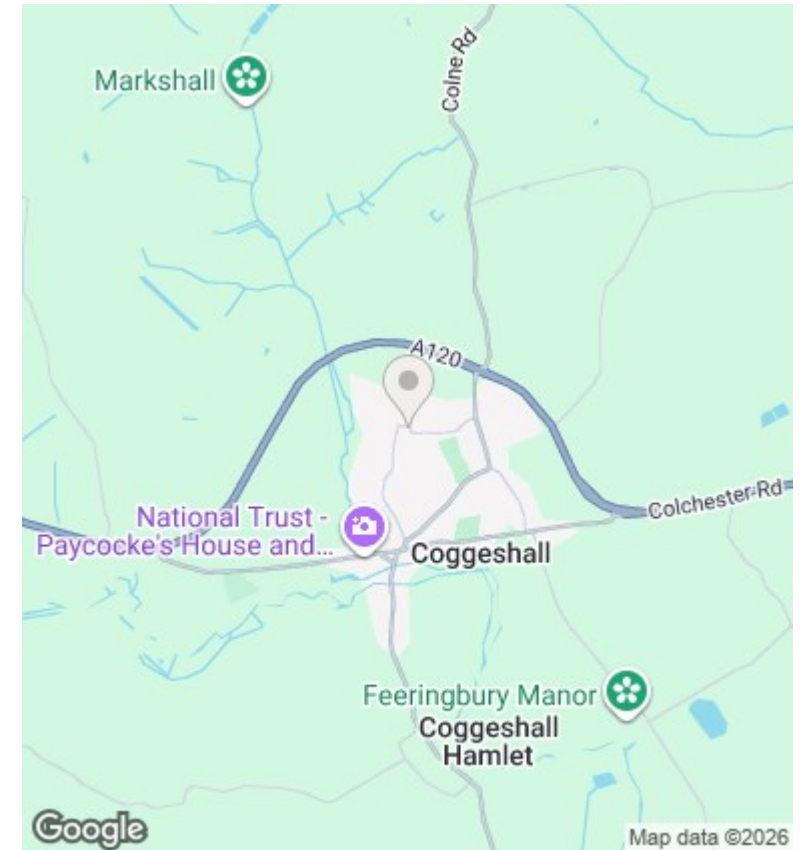 Markshall
Colne Rd
A120
Colchester Rd
National Trust -
Paycocke's House and...
Coggeshall
Feeringbury Manor
Coggeshall
Hamlet
Google
Map data ©2026